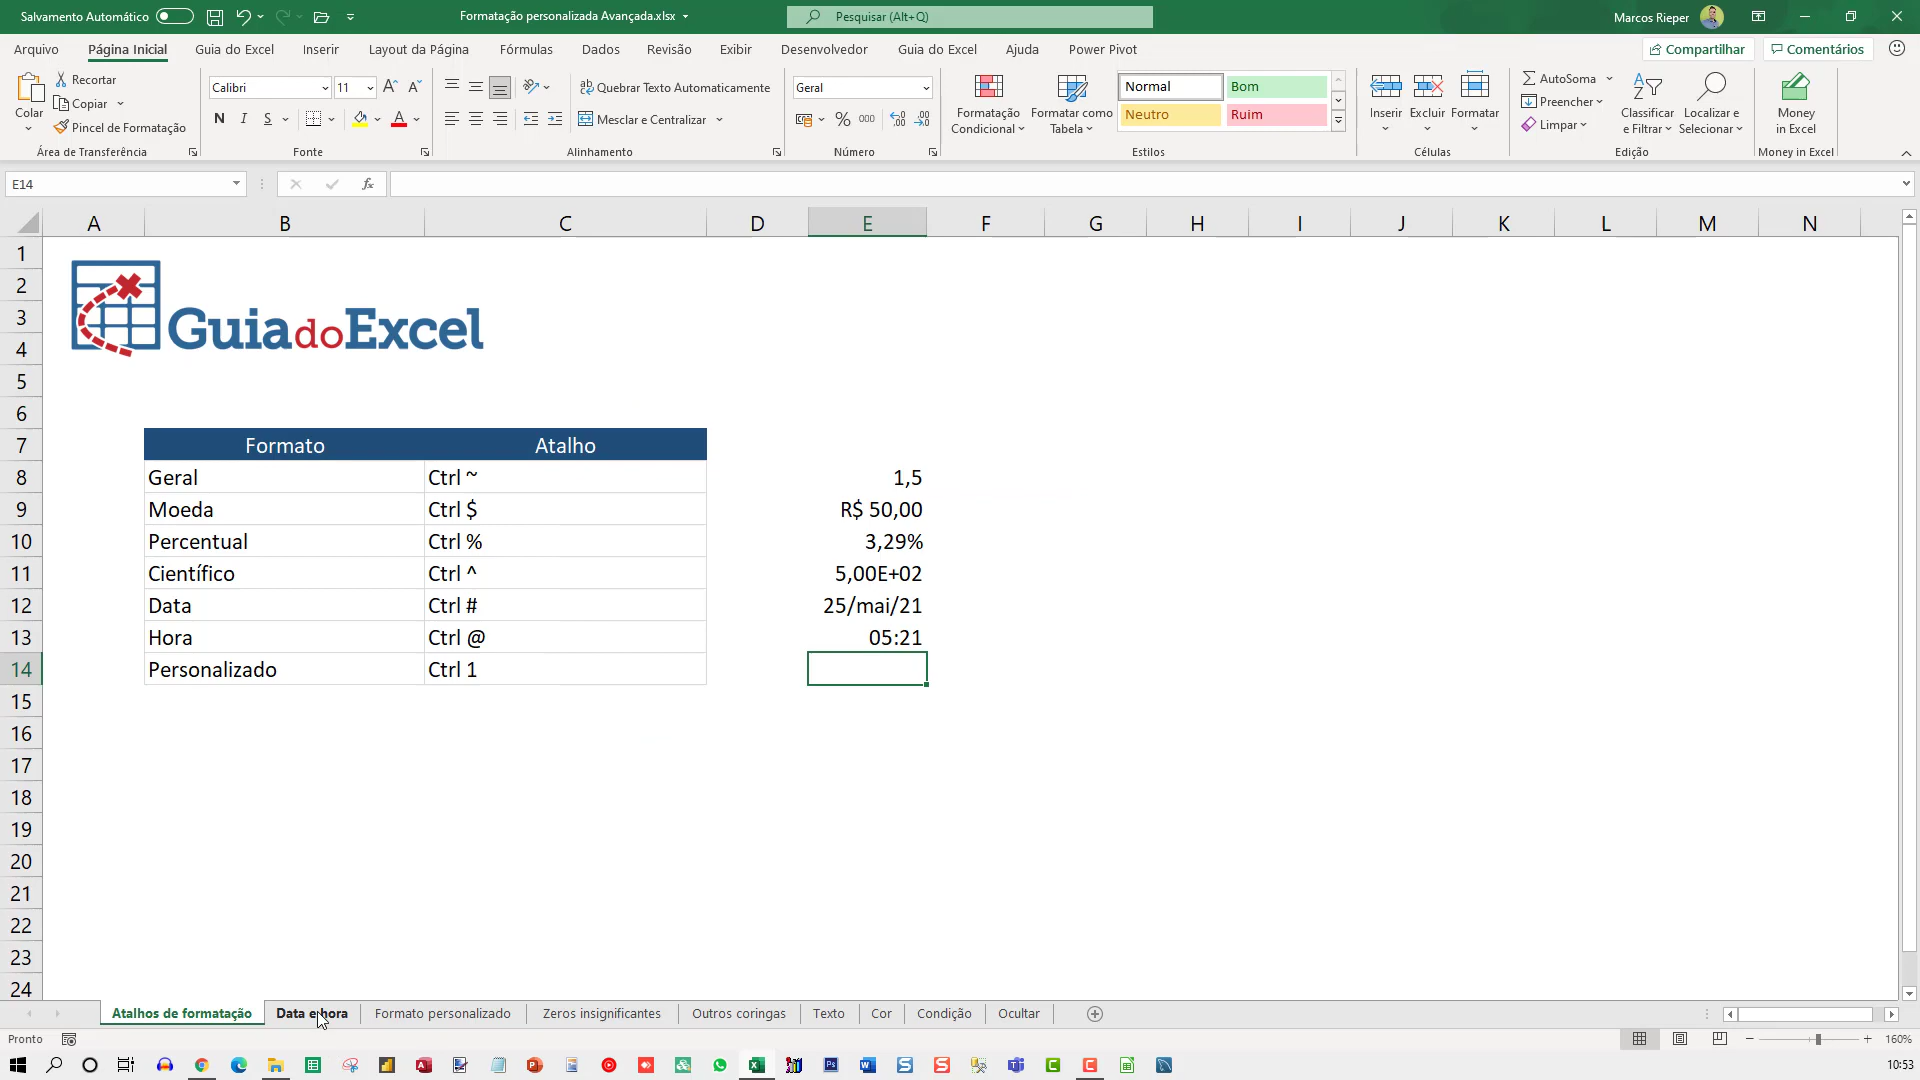 Salvamento Automático
Formatação personalizada Avançada.xlsx
Pesquisar (Alt+Q)
Marcos Rieper
Arquivo
Página Inicial
Guia do Excel
Inserir
Layout da Página
Fórmulas
Dados
Revisão
Exibir
Desenvolvedor
Guia do Excel
Ajuda
Power Pivot
Compartilhar
Comentários
Colar
Recortar
Copiar
Pincel de Formatação
Área de Transferência
Calibri
11
N I S
Fonte
Quebrar Texto Automaticamente
Mesclar e Centralizar
Alinhamento
Geral
% 000
Número
Formatação
Condicional
Formatar como
Tabela
Normal
Bom
Neutro
Ruim
Estilos
Inserir
Excluir
Formatar
Células
AutoSoma
Preencher
Limpar
Classificar
e Filtrar
Localizar e
Selecionar
Edição
Money
in Excel
Money in Excel
E14
fx
A B C D E F G H I J K L M N
1
2
3
4
GuiadoExcel
5
6
7 Formato Atalho
8 Geral Ctrl ~ 1,5
9 Moeda Ctrl $ R$ 50,00
10 Percentual Ctrl % 3,29%
11 Científico Ctrl ^ 5,00E+02
12 Data Ctrl # 25/mai/21
13 Hora Ctrl @ 05:21
14 Personalizado Ctrl 1
15
16
17
18
19
20
21
22
23
24
Atalhos de formatação
Data e hora
Formato personalizado
Zeros insignificantes
Outros coringas
Texto
Cor
Condição
Ocultar
Pronto
160%
10:53